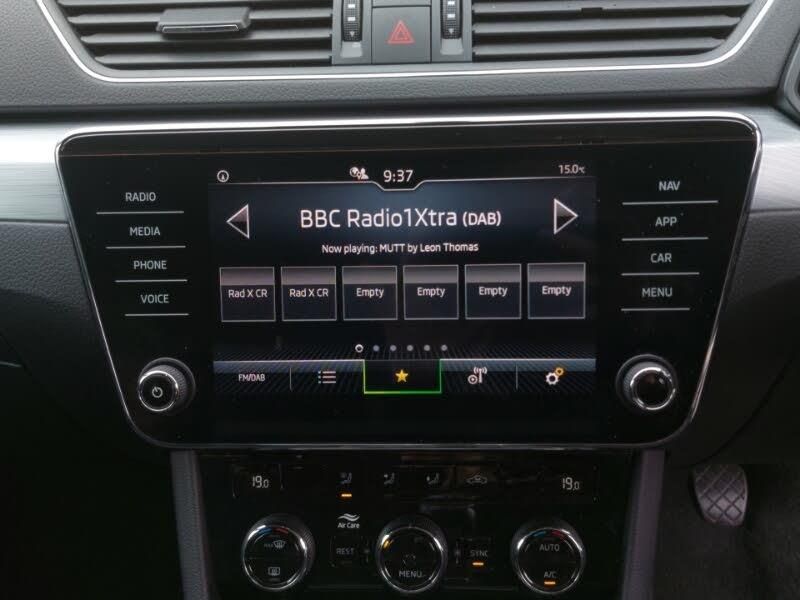 9:37
15.0°C
RADIO
MEDIA
PHONE
VOICE
BBC Radio1Xtra (DAB)
Now playing: MUTT by Leon Thomas
Rad X CR
Rad X CR
Empty
Empty
Empty
Empty
FM/DAB
NAV
APP
CAR
MENU
19.0
19.0
Air Care
MAX
REST
MENU
SYNC
AUTO
A/C